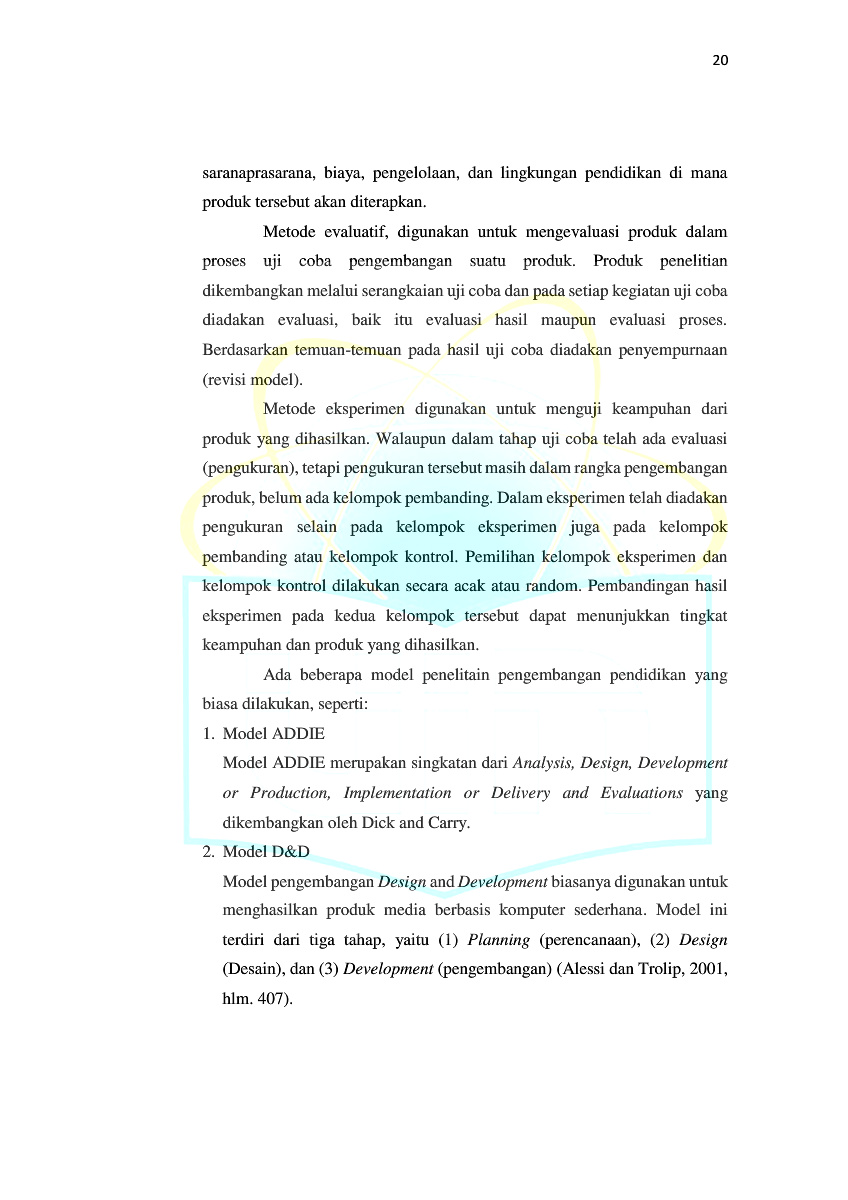 20
saranaprasarana, biaya, pengelolaan, dan lingkungan pendidikan di mana
produk tersebut akan diterapkan.
Metode evaluatif, digunakan untuk mengevaluasi produk dalam
proses uji coba pengembangan suatu produk. Produk penelitian
dikembangkan melalui serangkaian uji coba dan pada setiap kegiatan uji coba
diadakan evaluasi, baik itu evaluasi hasil maupun evaluasi proses.
Berdasarkan temuan-temuan pada hasil uji coba diadakan penyempurnaan
(revisi model).
Metode eksperimen digunakan untuk menguji keampuhan dari
produk yang dihasilkan. Walaupun dalam tahap uji coba telah ada evaluasi
(pengukuran), tetapi pengukuran tersebut masih dalam rangka pengembangan
produk, belum ada kelompok pembanding. Dalam eksperimen telah diadakan
pengukuran selain pada kelompok eksperimen juga pada kelompok
pembanding atau kelompok kontrol. Pemilihan kelompok eksperimen dan
kelompok kontrol dilakukan secara acak atau random. Pembandingan hasil
eksperimen pada kedua kelompok tersebut dapat menunjukkan tingkat
keampuhan dan produk yang dihasilkan.
Ada beberapa model penelitain pengembangan pendidikan yang
biasa dilakukan, seperti:
1. Model ADDIE
Model ADDIE merupakan singkatan dari Analysis, Design, Development
or Production, Implementation or Delivery and Evaluations yang
dikembangkan oleh Dick and Carry.
2. Model D&D
Model pengembangan Design and Development biasanya digunakan untuk
menghasilkan produk media berbasis komputer sederhana. Model ini
terdiri dari tiga tahap, yaitu (1) Planning (perencanaan), (2) Design
(Desain), dan (3) Development (pengembangan) (Alessi dan Trolip, 2001,
hlm. 407).